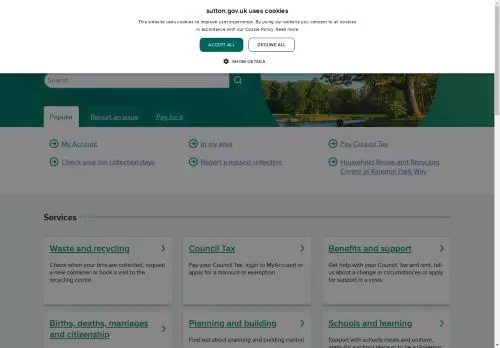 sutton.gov.uk uses cookies
This website uses cookies to improve user experience. By using our website you consent to all cookies
in accordance with our Cookie Policy. Read more
ACCEPT ALL
DECLINE ALL
SHOW DETAILS
Search
Popular
Report an issue
Pay for it
My Account
In my area
Pay Council Tax
Check your bin collection days
Report a missed collection
Household Reuse and Recycling
Centre at Kimpton Park Way
Services
Waste and recycling
Council Tax
Benefits and support
Check when your bins are collected, request
a new container or book a visit to the
recycling centre
Pay your Council Tax, login to MyAccount or
apply for a discount or exemption
Get help with your Council Tax and rent, tell
us about a change in circumstances or apply
for support in a crisis
Births, deaths, marriages
and citizenship
Planning and building
Schools and learning
Find out about planning and building control
Support with schools meals and uniform,
apply for a school place or to be a Governor